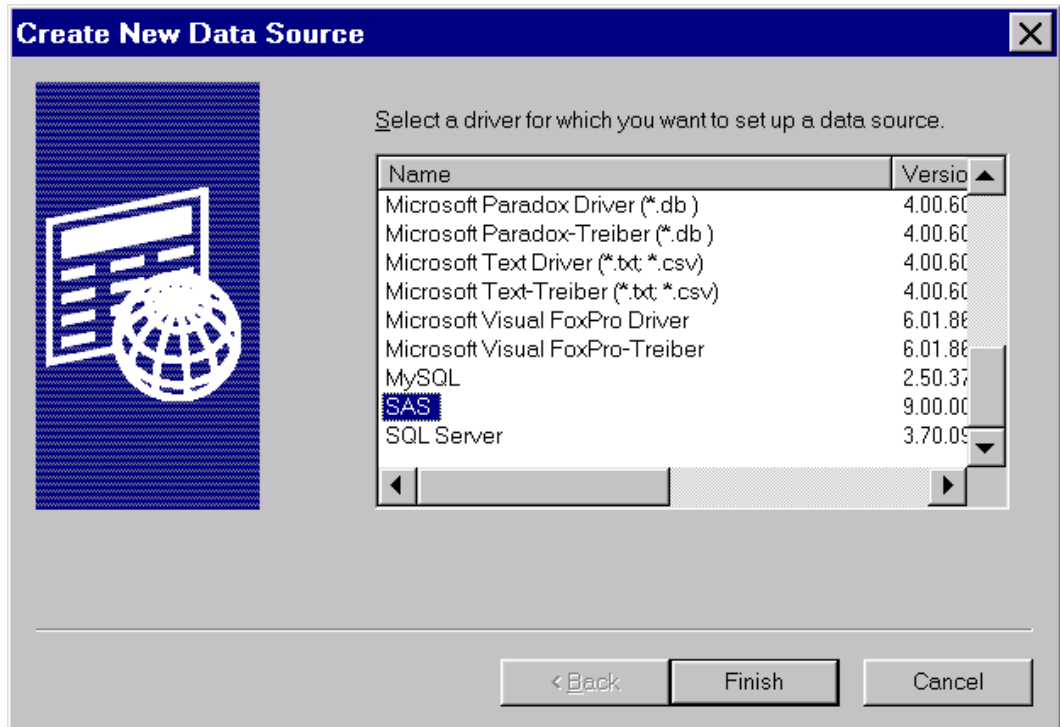 Create New Data Source
Select a driver for which you want to set up a data source.
Name Versio
Microsoft Paradox Driver (*.db ) 4.00.60
Microsoft Paradox-Treiber (*.db ) 4.00.60
Microsoft Text Driver (*.txt; *.csv) 4.00.60
Microsoft Text-Treiber (*.txt; *.csv) 4.00.60
Microsoft Visual FoxPro Driver 6.01.86
Microsoft Visual FoxPro-Treiber 6.01.86
MySQL 2.50.37
SAS 9.00.00
SQL Server 3.70.09
< Back Finish Cancel